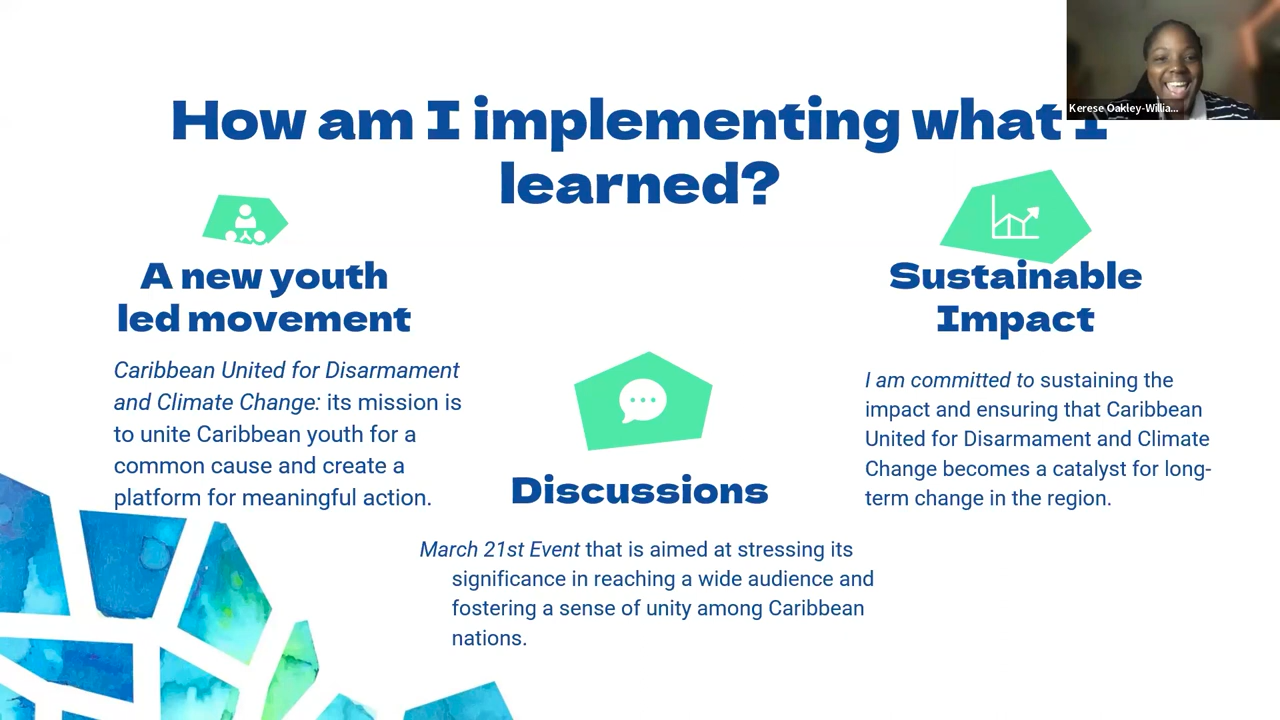 How am I implementing what I
learned?
Kerese Oakley-Willia...
A new youth
led movement
Caribbean United for Disarmament
and Climate Change: its mission is
to unite Caribbean youth for a
common cause and create a
platform for meaningful action.
Discussions
March 21st Event that is aimed at stressing its
significance in reaching a wide audience and
fostering a sense of unity among Caribbean
nations.
Sustainable
Impact
I am committed to sustaining the
impact and ensuring that Caribbean
United for Disarmament and Climate
Change becomes a catalyst for long-
term change in the region.